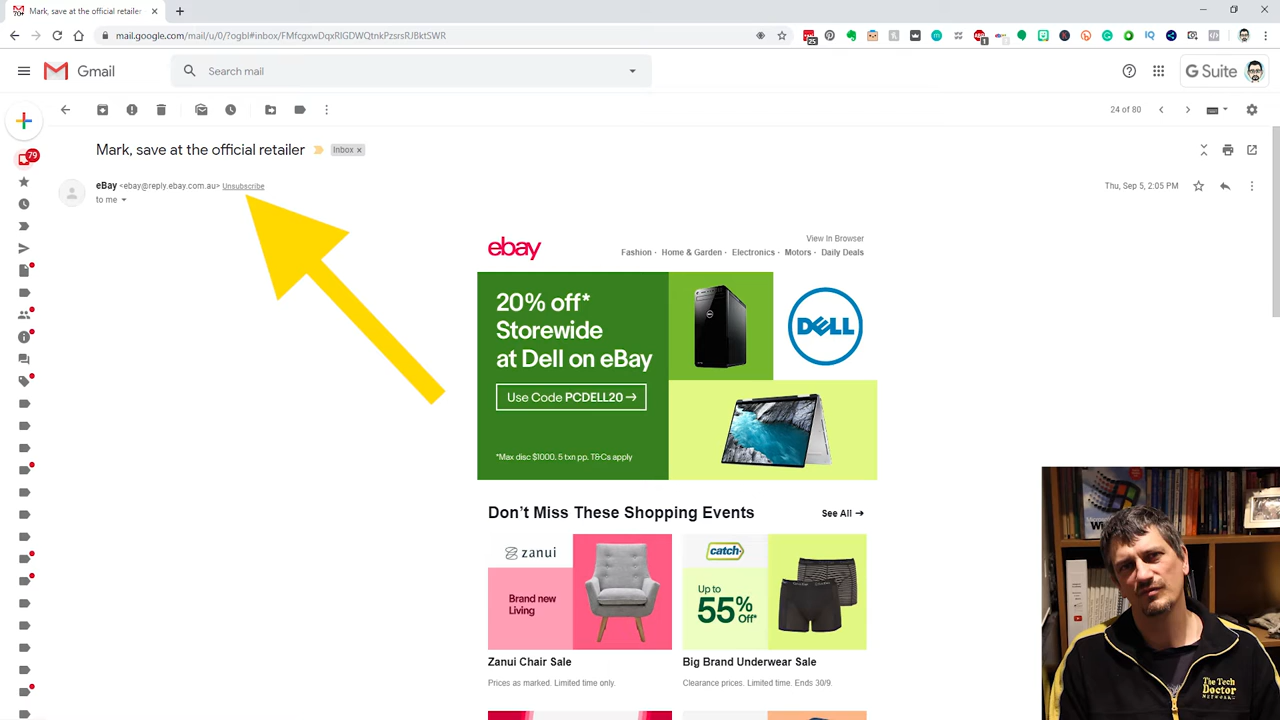 70+
Mark, save at the official retailer
mail.google.com/mail/u/0/?ogbl#inbox/FMfcgxwDqxRlGDWQtnkPzsrsRJBktSWR
25
1
Gmail
Search mail
G Suite
24 of 80
79
Mark, save at the official retailer
Inbox ×
eBay <ebay@reply.ebay.com.au> Unsubscribe
Thu, Sep 5, 2:05 PM
to me
View In Browser
ebay
Fashion · Home & Garden · Electronics · Motors · Daily Deals
20% off*
Storewide
at Dell on eBay
DELL
Use Code PCDELL20 →
*Max disc $1000. 5 txn pp. T&Cs apply
Don't Miss These Shopping Events
See All →
zanui
Brand new
Living
catch
Up to
55%
Off*
Zanui Chair Sale
Prices as marked. Limited time only.
Big Brand Underwear Sale
Clearance prices. Limited time. Ends 30/9.
The Tech
Doctor
NETWORK